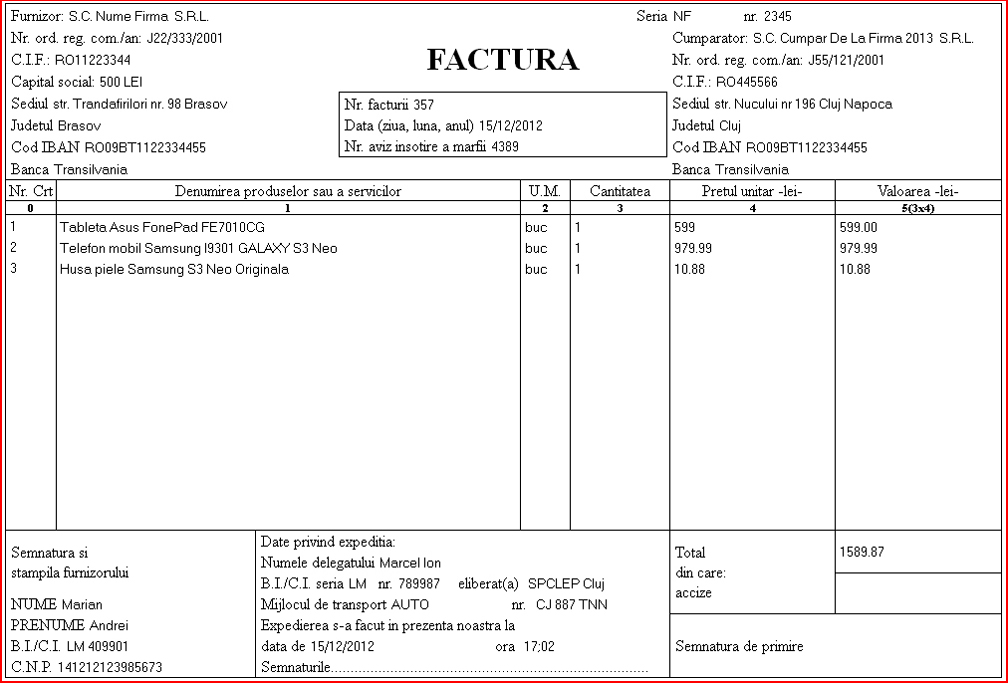 Furnizor: S.C. Nume Firma S.R.L.
Nr. ord. reg. com./an: J22/333/2001
C.I.F.: RO11223344
Capital social: 500 LEI
Sediul str. Trandafirilori nr. 98 Brasov
Judetul Brasov
Cod IBAN RO09BT1122334455
Banca Transilvania
FACTURA
Nr. facturii 357
Data (ziua, luna, anul) 15/12/2012
Nr. aviz insotire a marfii 4389
Seria NF nr. 2345
Cumparator: S.C. Cumpar De La Firma 2013 S.R.L.
Nr. ord. reg. com./an: J55/121/2001
C.I.F.: RO445566
Sediul str. Nucului nr 196 Cluj Napoca
Judetul Cluj
Cod IBAN RO09BT1122334455
Banca Transilvania
Nr. Crt Denumirea produselor sau a servicilor U.M. Cantitatea Pretul unitar -lei- Valoarea -lei-
0 1 2 3 4 5(3x4)
1 Tableta Asus FonePad FE7010CG buc 1 599 599.00
2 Telefon mobil Samsung I9301 GALAXY S3 Neo buc 1 979.99 979.99
3 Husa piele Samsung S3 Neo Originala buc 1 10.88 10.88
Semnatura si
stampila furnizorului
NUME Marian
PRENUME Andrei
B.I./C.I. LM 409901
C.N.P. 141212123985673
Date privind expeditia:
Numele delegatului Marcel Ion
B.I./C.I. seria LM nr. 789987 eliberat(a) SPCLEP Cluj
Mijlocul de transport AUTO nr. CJ 887 TNN
Expedierea s-a facut in prezenta noastra la
data de 15/12/2012 ora 17:02
Semnaturile........................................................................
Total 1589.87
din care:
accize
Semnatura de primire